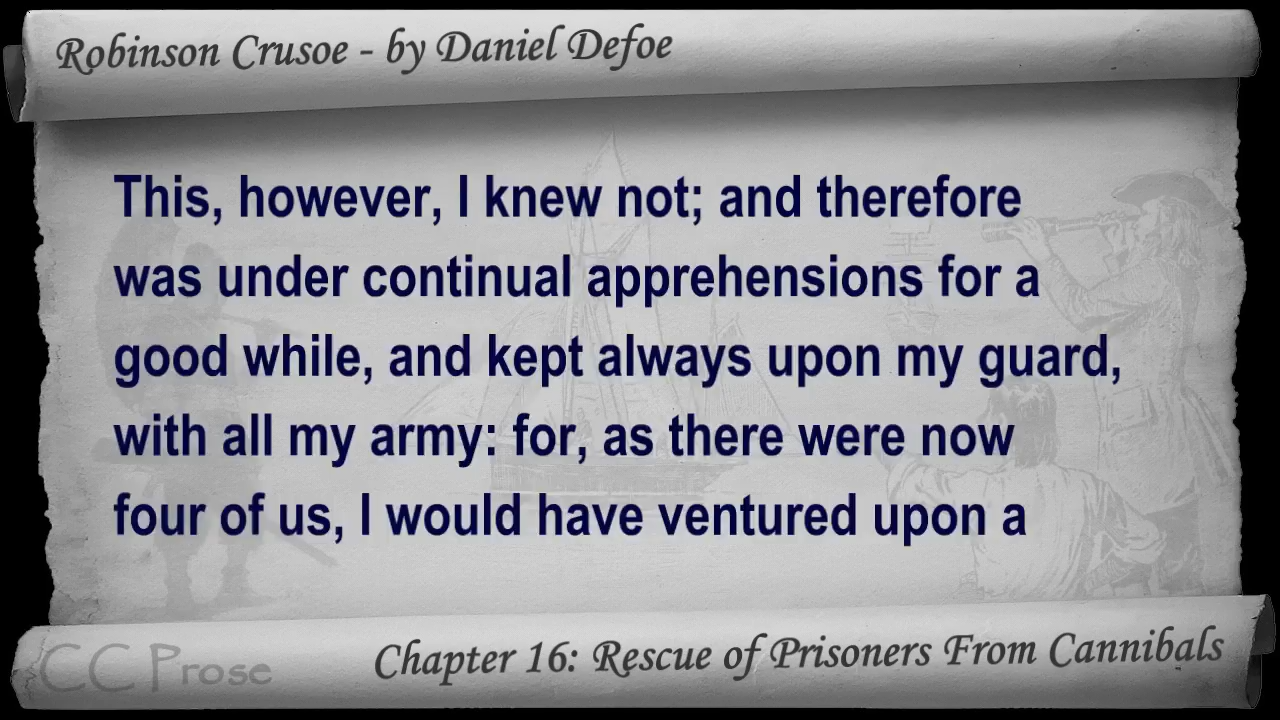 Robinson Crusoe - by Daniel Defoe
This, however, I knew not; and therefore
was under continual apprehensions for a
good while, and kept always upon my guard,
with all my army: for, as there were now
four of us, I would have ventured upon a
Chapter 16: Rescue of Prisoners From Cannibals
CC Prose